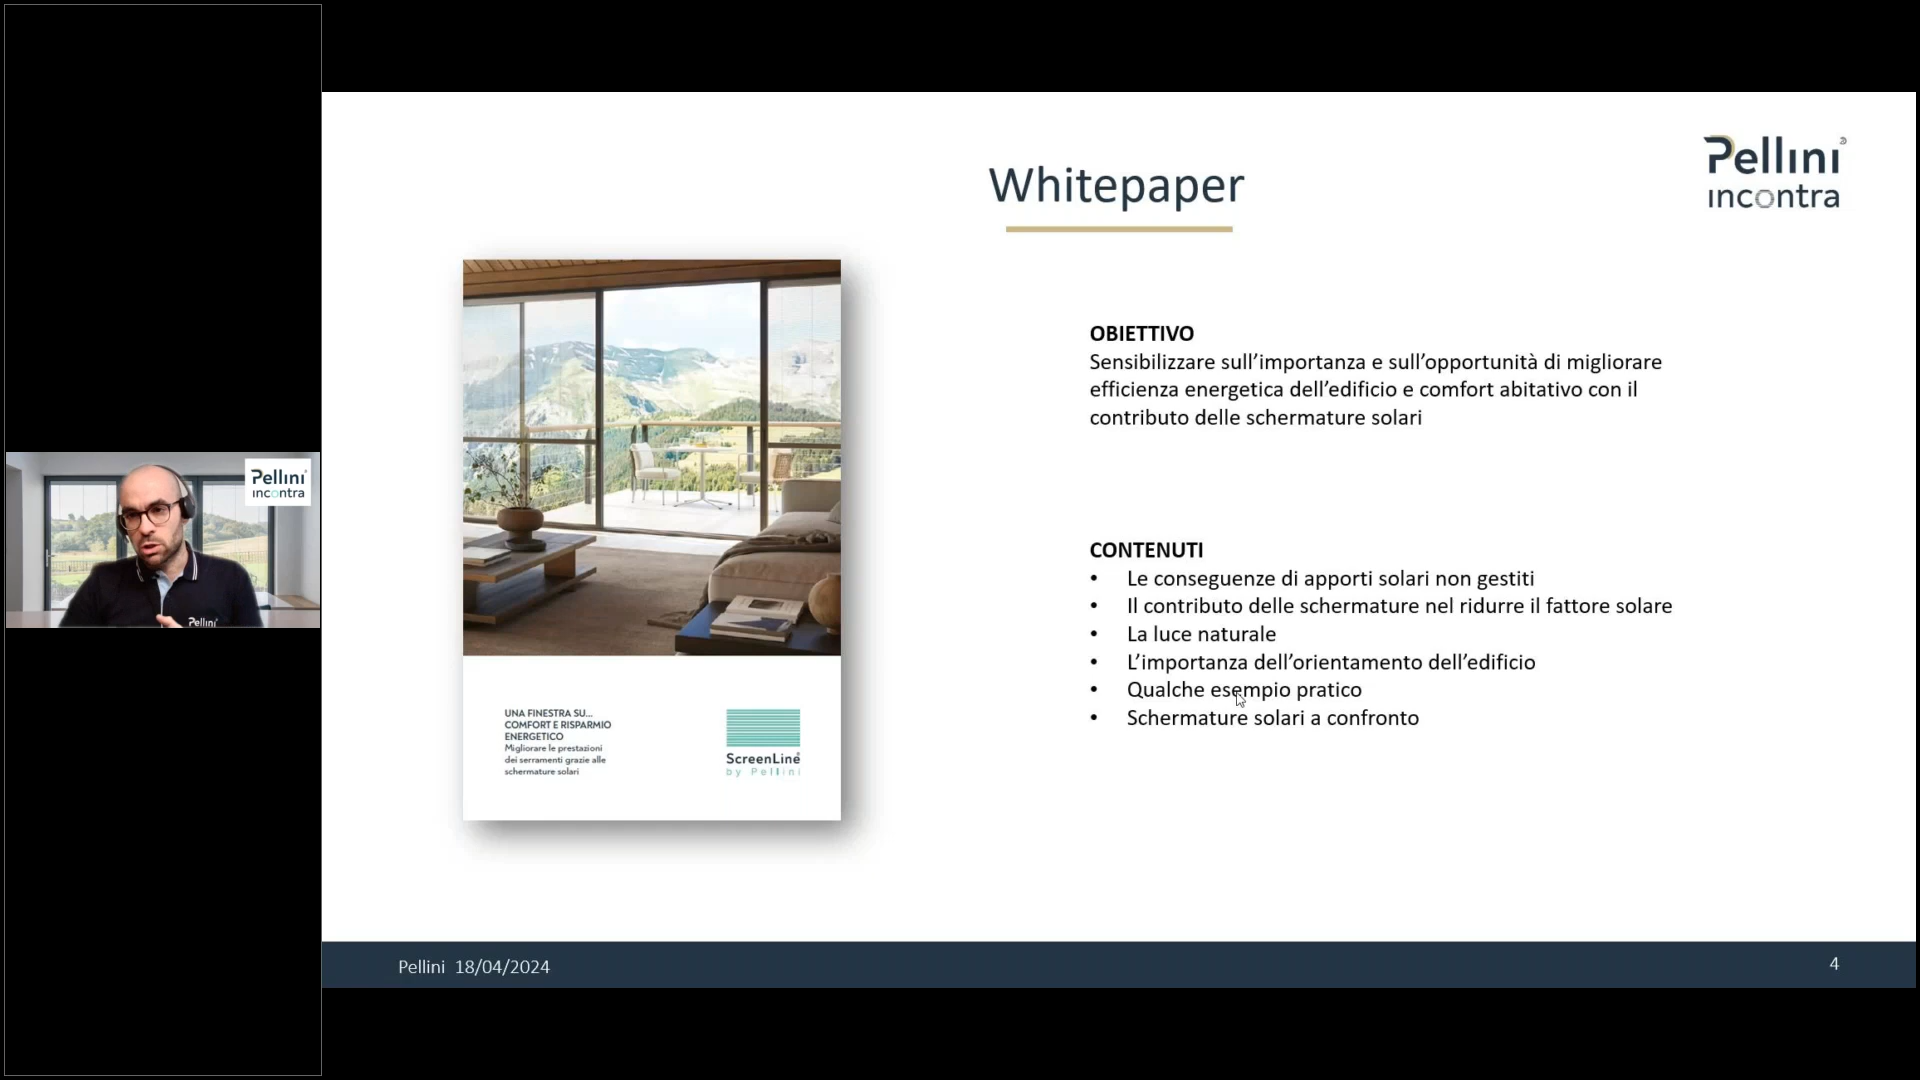 Whitepaper
Pellini
incontra
OBIETTIVO
Sensibilizzare sull’importanza e sull’opportunità di migliorare
efficienza energetica dell’edificio e comfort abitativo con il
contributo delle schermature solari
CONTENUTI
• Le conseguenze di apporti solari non gestiti
• Il contributo delle schermature nel ridurre il fattore solare
• La luce naturale
• L’importanza dell’orientamento dell’edificio
• Qualche esempio pratico
• Schermature solari a confronto
UNA FINESTRA SU...
COMFORT E RISPARMIO
ENERGETICO
Migliorare le prestazioni
dei serramenti grazie alle
schermature solari
ScreenLine
by Pellini
Pellini
incontra
Pellini
Pellini 18/04/2024
4